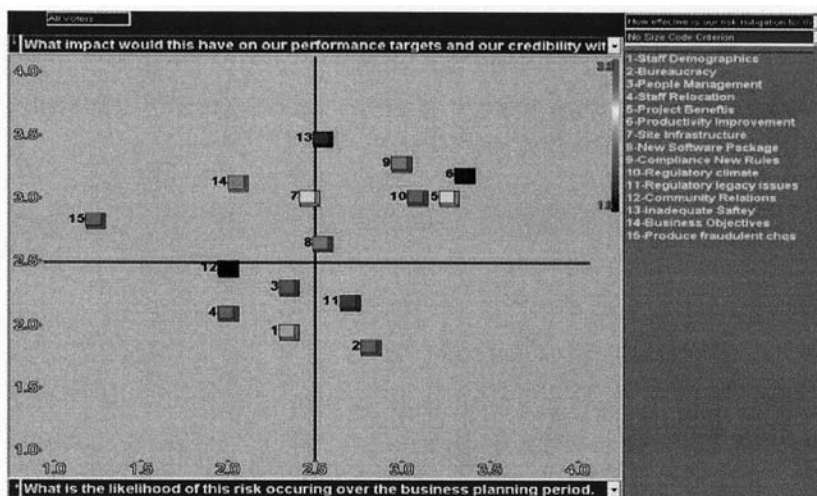 All Voters
How effective is our risk mitigation for th
What impact would this have on our performance targets and our credibility wit
No Size Code Criterion
1-Staff Demographics
2-Bureaucracy
3-People Management
4-Staff Relocation
5-Project Beneftis
6-Productivity Improvement
7-Site Infrastructure
8-New Software Package
9-Compliance New Rules
10-Regulatory climate
11-Regulatory legacy issues
12-Community Relations
13-Inadequate Saftey
14-Business Objectives
15-Produce fraudulent chqs
4.0
3.5
13
9
6
14
7
10
5
3.0
15
8
2.5
12
3
11
4
2.0
1
2
1.5
1.0
1.0 2.0 2.5 3.0 3.5 4.0
What is the likelihood of this risk occuring over the business planning period.